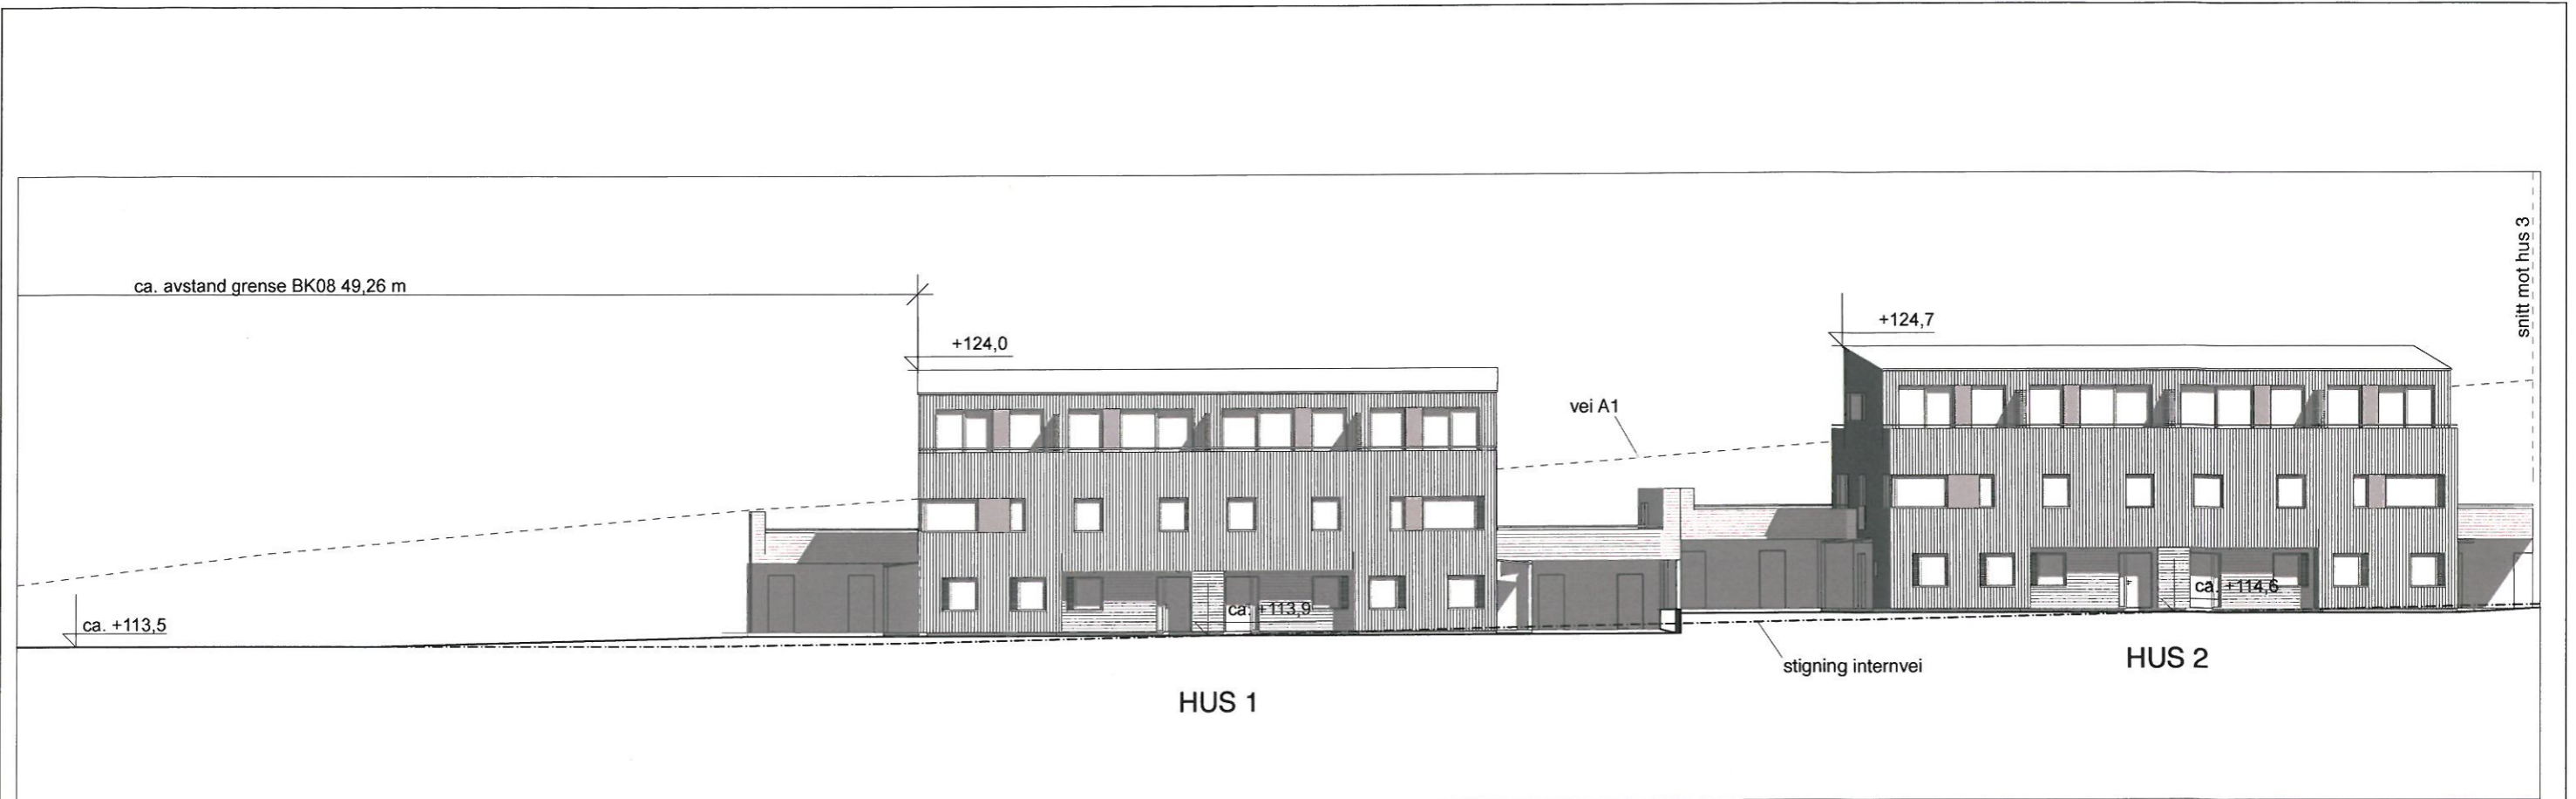 snitt mot hus 3
ca. avstand grense BK08 49,26 m
+124,7
+124,0
vei A1
ca. +114,6
ca. +113,9
ca. +113,5
stigning internvei
HUS 2
HUS 1